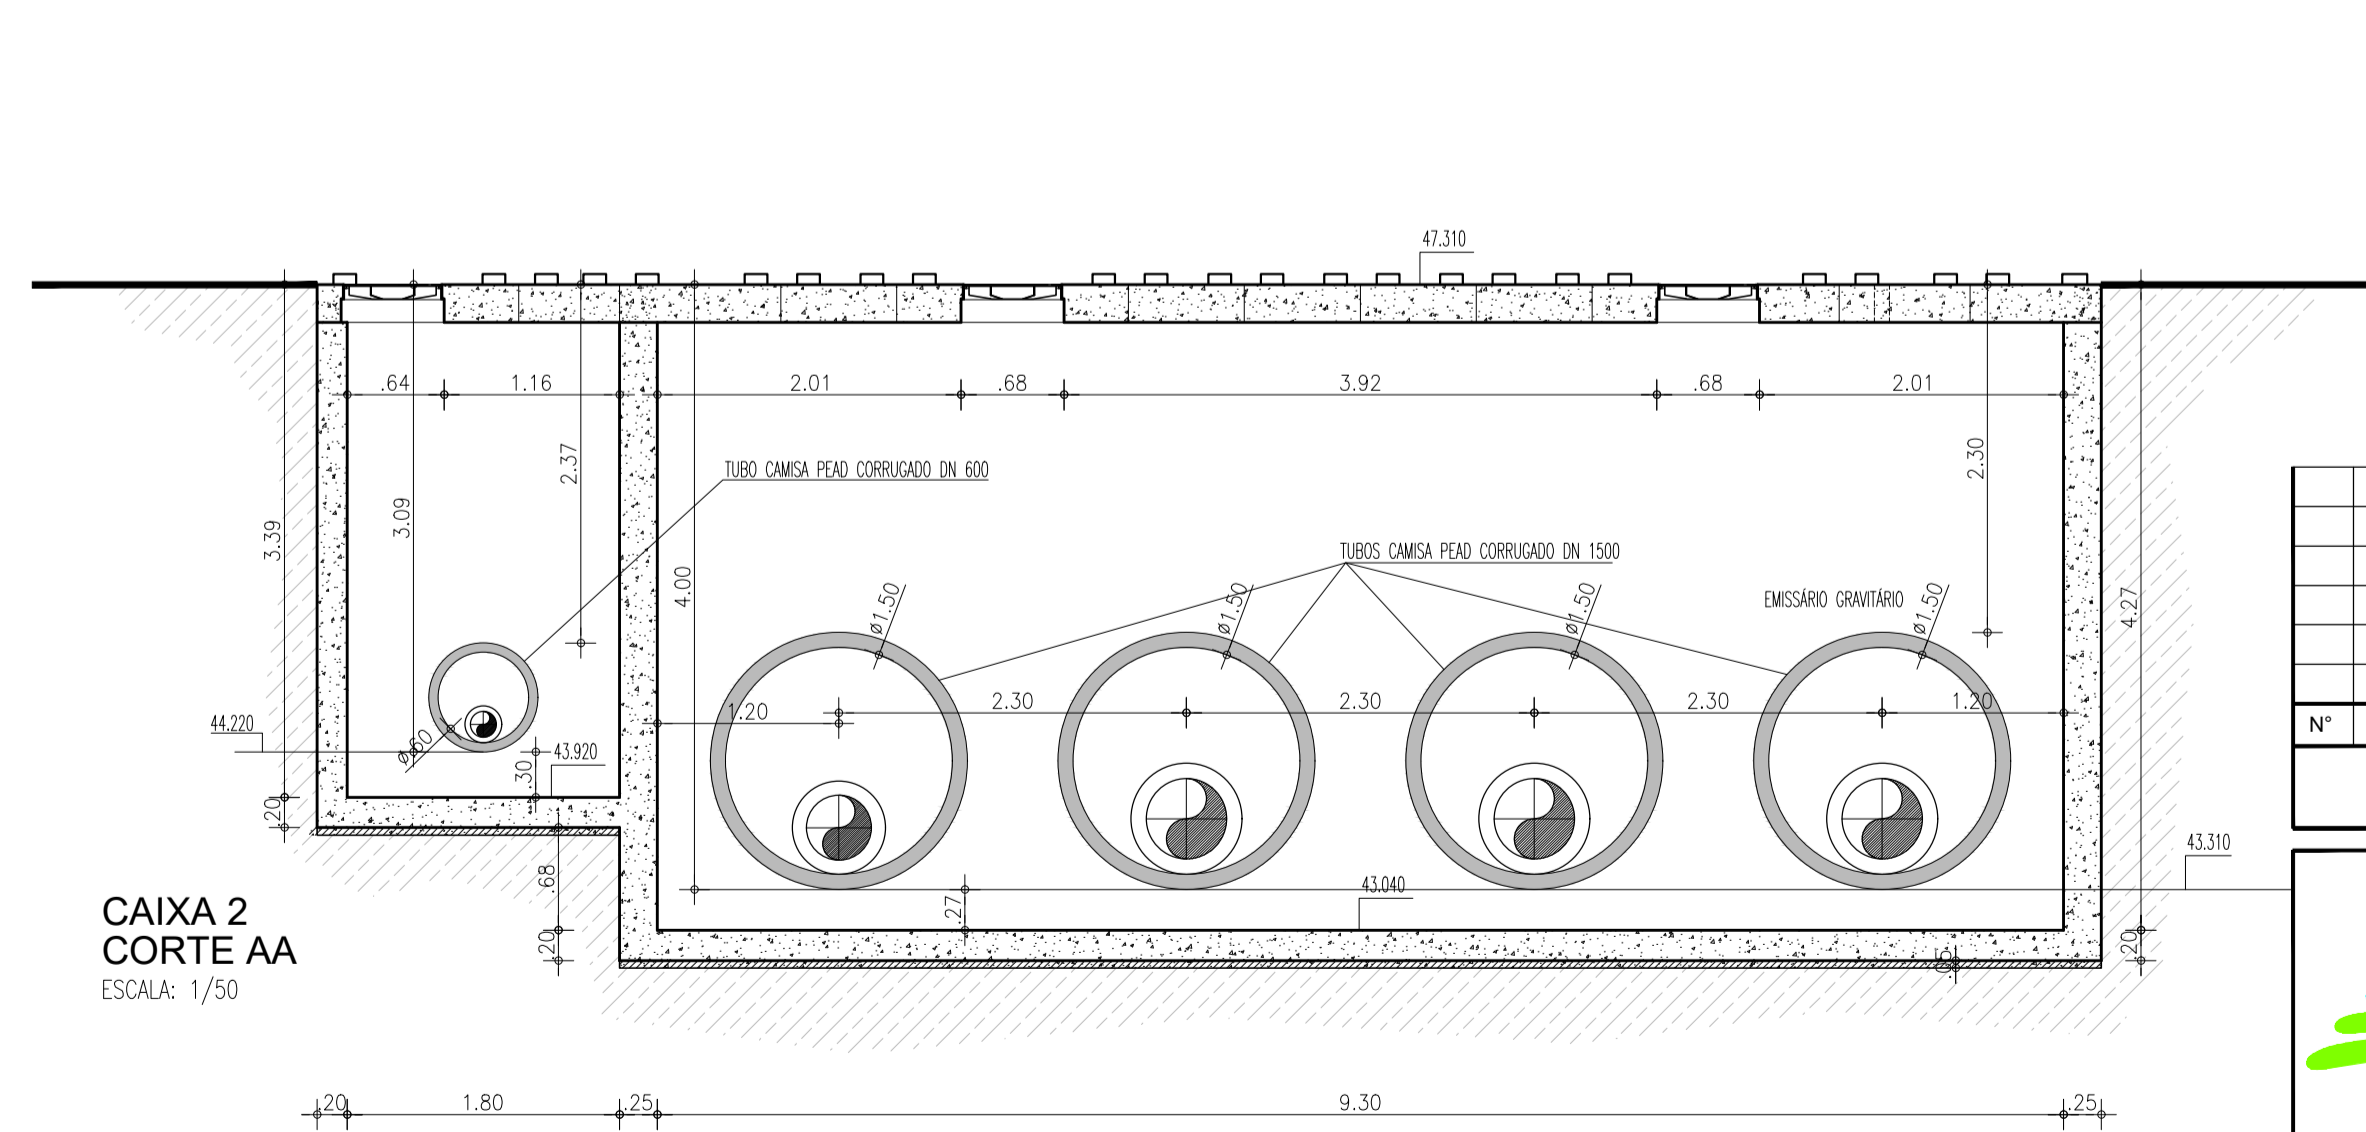 47.310
.64
1.16
2.01
.68
3.92
.68
2.01
2.37
2.30
TUBO CAMISA PEAD CORRUGADO DN 600
3.09
3.39
TUBOS CAMISA PEAD CORRUGADO DN 1500
4.00
ø1.50
ø1.50
ø1.50
EMISSÁRIO GRAVITÁRIO
ø1.50
4.27
1.20
2.30
2.30
2.30
1.20
44.220
ø.60
43.920
.30
N°
.20
43.310
.68
43.040
.27
CAIXA 2
CORTE AA
ESCALA: 1/50
.20
.05
.20
.20
1.80
.25
9.30
.25